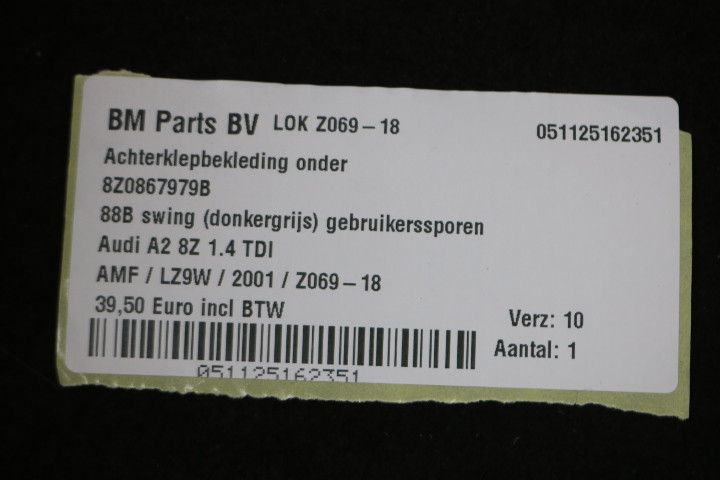 BM Parts BV LOK Z069-18 051125162351
Achterklepbekleding onder
8Z0867979B
88B swing (donkergrijs) gebruikerssporen
Audi A2 8Z 1.4 TDI
AMF / LZ9W / 2001 / Z069-18
39,50 Euro incl BTW
Verz: 10
Aantal: 1
051125162351